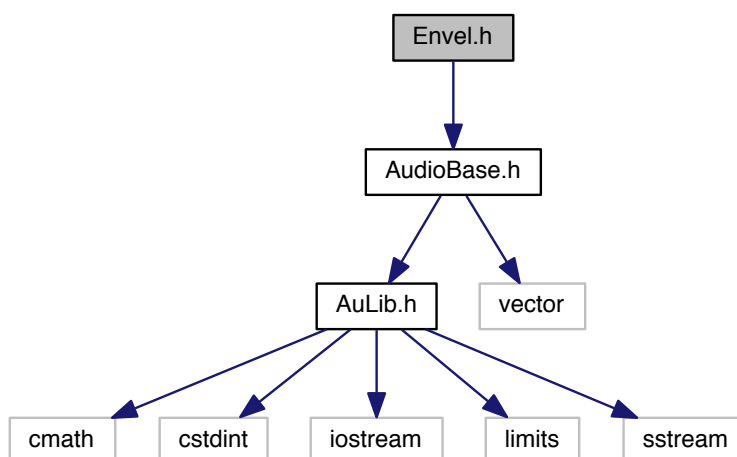 Envel.h
AudioBase.h
AuLib.h
vector
cmath
cstdint
iostream
limits
sstream